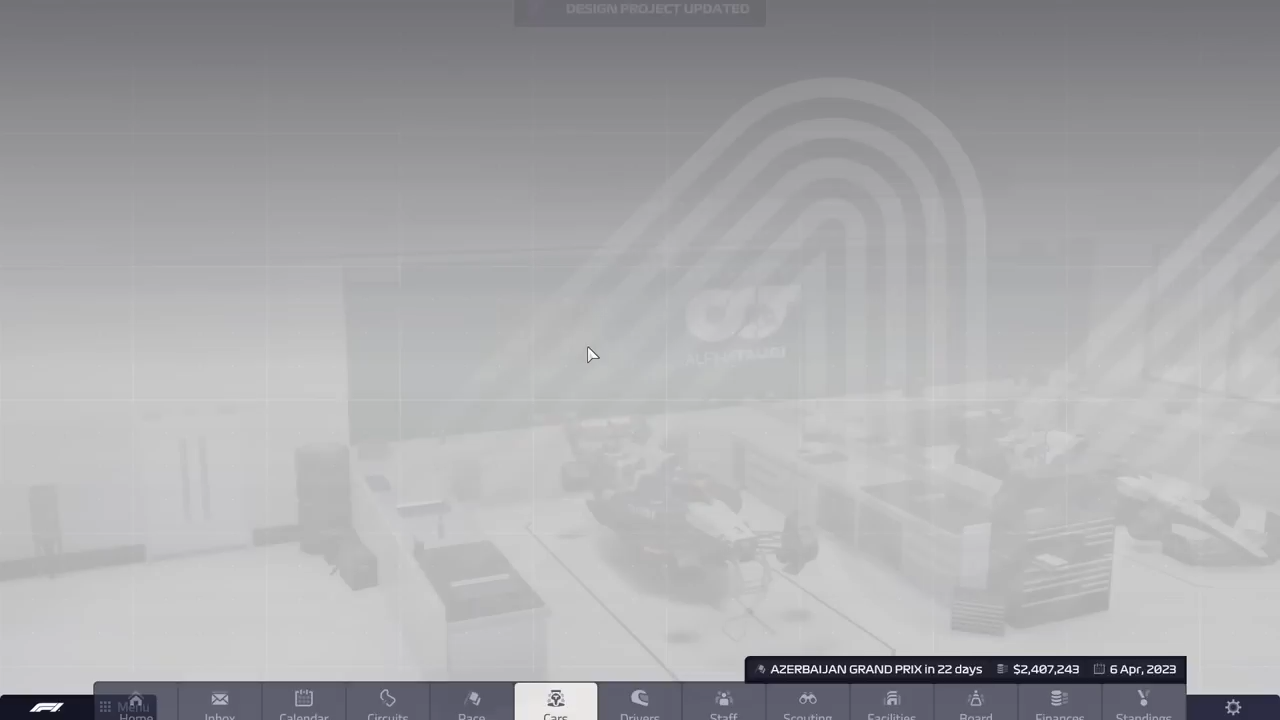 DESIGN PROJECT UPDATED
ALPHATAURI
AZERBAIJAN GRAND PRIX in 22 days $2,407,243 6 Apr, 2023
Menu
Home Inbox Calendar Circuits Race Cars Drivers Staff Scouting Facilities Board Finances Standings